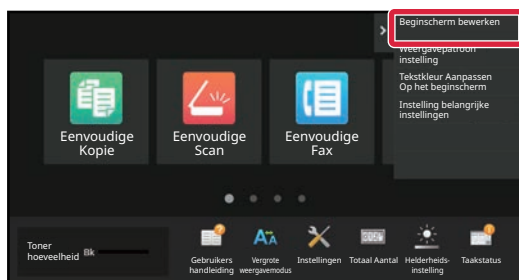 Beginscherm bewerken
Weergavepatroon
instelling
Tekstkleur Aanpassen
Op het beginscherm
Instelling belangrijke
instellingen
Eenvoudige
Kopie
Eenvoudige
Scan
Eenvoudige
Fax
Toner
hoeveelheid
Bk
Gebruikers
handleiding
Vergrote
weergavemodus
Instellingen
Totaal Aantal
Helderheids-
instelling
Taakstatus